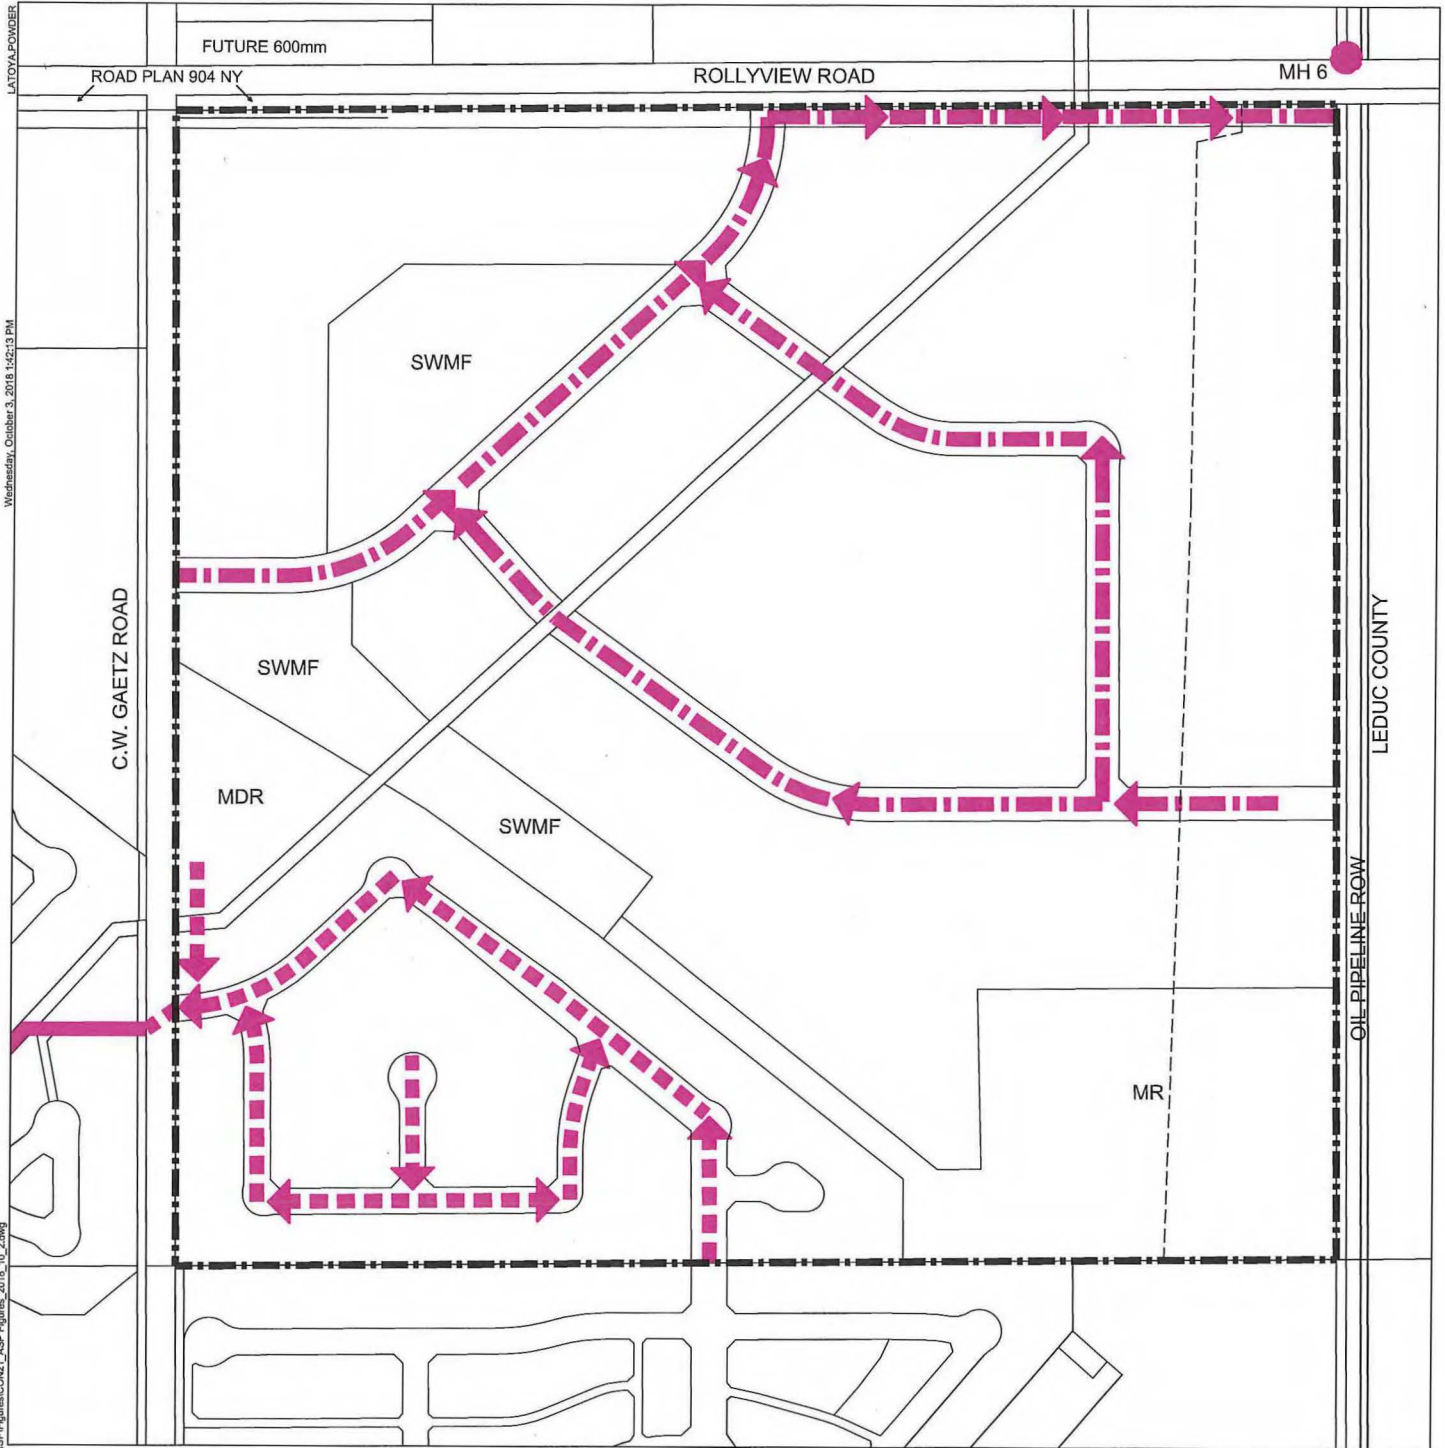 LATOYA.POWDER
FUTURE 600mm
ROLLYVIEW ROAD
MH 6
ROAD PLAN 904 NY
Wednesday, October 3, 2018 1:42:13 PM
SWMF
C.W. GAETZ ROAD
LEDUC COUNTY
SWMF
MDR
SWMF
OIL PIPELINE ROW
MR